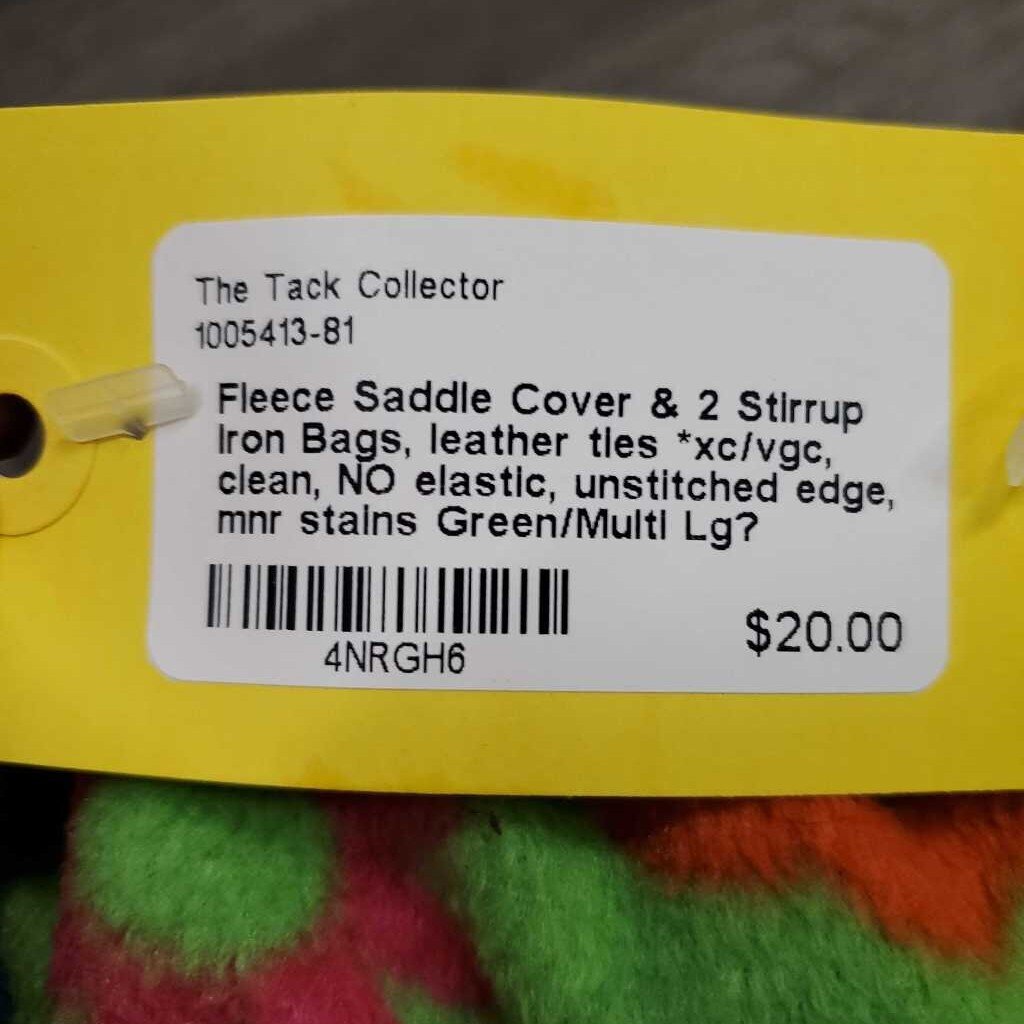 The Tack Collector
1005413-81
Fleece Saddle Cover & 2 Stirrup
Iron Bags, leather ties *xc/vgc,
clean, NO elastic, unstitched edge,
mnr stains Green/Multi Lg?
4NRGH6
$20.00